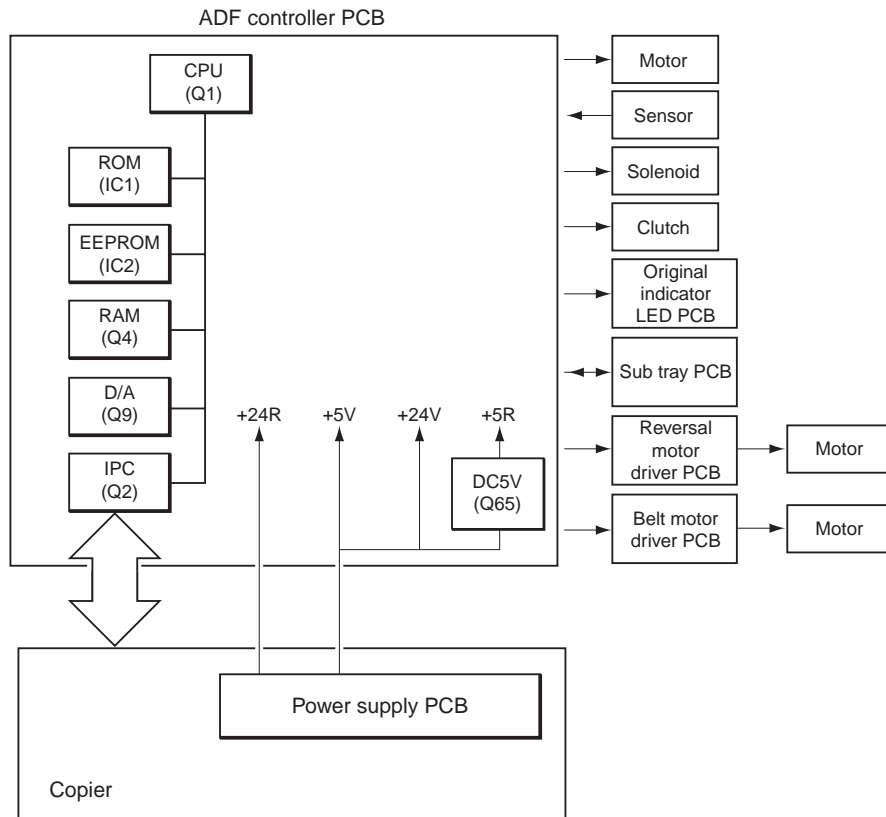 ADF controller PCB
CPU
(Q1)
ROM
(IC1)
EEPROM
(IC2)
RAM
(Q4)
D/A
(Q9)
IPC
(Q2)
+24R
+5V
+24V
+5R
DC5V
(Q65)
Motor
Sensor
Solenoid
Clutch
Original
indicator
LED PCB
Sub tray PCB
Reversal
motor
driver PCB
Motor
Belt motor
driver PCB
Motor
Power supply PCB
Copier